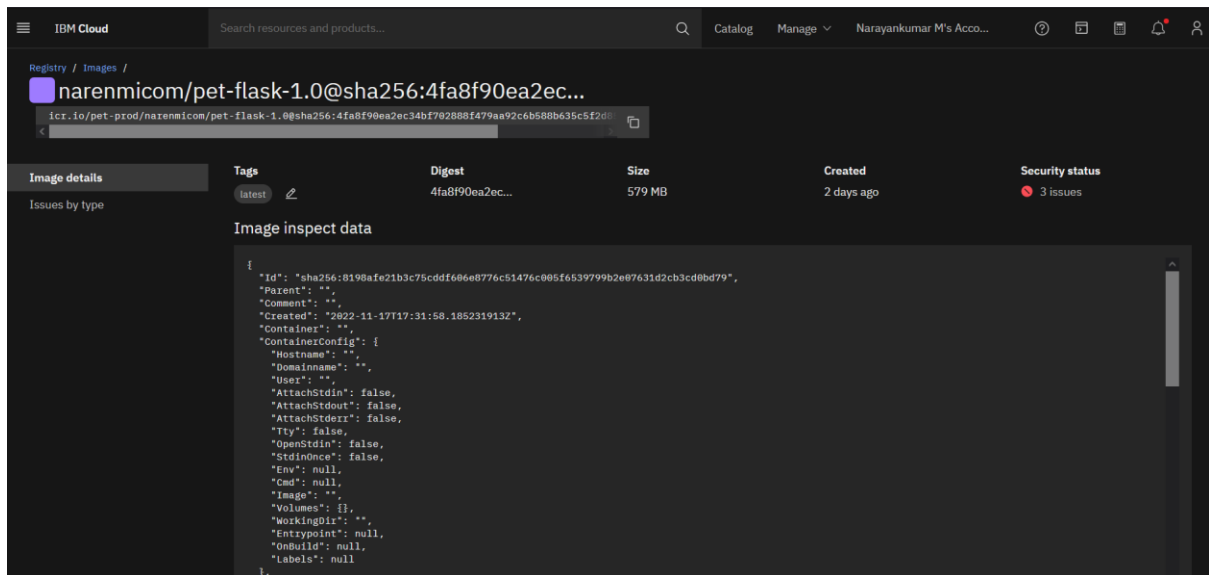 IBM Cloud
Search resources and products...
Catalog
Manage
Narayankumar M's Acco...
Registry / Images /
narenmicom/pet-flask-1.0@sha256:4fa8f90ea2ec...
icr.io/pet-prod/narenmicom/pet-flask-1.0@sha256:4fa8f90ea2ec34bf702888f479aa92c6b588b635c5f2d0
Image details
Issues by type
Tags
Digest
Size
Created
Security status
latest
4fa8f90ea2ec...
579 MB
2 days ago
3 issues
Image inspect data
{
"Id": "sha256:8198afe21b3c75cddf606e8776c51476c005f6539799b2e07631d2cb3cd0bd79",
"Parent": "",
"Comment": "",
"Created": "2022-11-17T17:31:58.185231913Z",
"Container": "",
"ContainerConfig": {
"Hostname": "",
"Domainname": "",
"User": "",
"AttachStdin": false,
"AttachStdout": false,
"AttachStderr": false,
"Tty": false,
"OpenStdin": false,
"StdinOnce": false,
"Env": null,
"Cmd": null,
"Image": "",
"Volumes": {},
"WorkingDir": "",
"Entrypoint": null,
"OnBuild": null,
"Labels": null
},